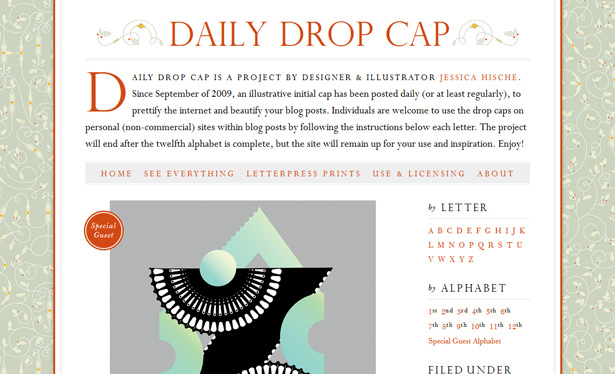 DAILY DROP CAP
DAILY DROP CAP IS A PROJECT BY DESIGNER & ILLUSTRATOR JESSICA HISCHE.
Since September of 2009, an illustrative initial cap has been posted daily (or at least regularly), to
prettify the internet and beautify your blog posts. Individuals are welcome to use the drop caps on
personal (non-commercial) sites within blog posts by following the instructions below each letter. The project
will end after the twelfth alphabet is complete, but the site will remain up for your use and inspiration. Enjoy!
HOME SEE EVERYTHING LETTERPRESS PRINTS USE & LICENSING ABOUT
Special
Guest
by LETTER
A B C D E F G H I J K
L M N O P Q R S T U
V W X Y Z
by ALPHABET
1st 2nd 3rd 4th 5th 6th
7th 8th 9th 10th 11th 12th
Special Guest Alphabet
FILED UNDER